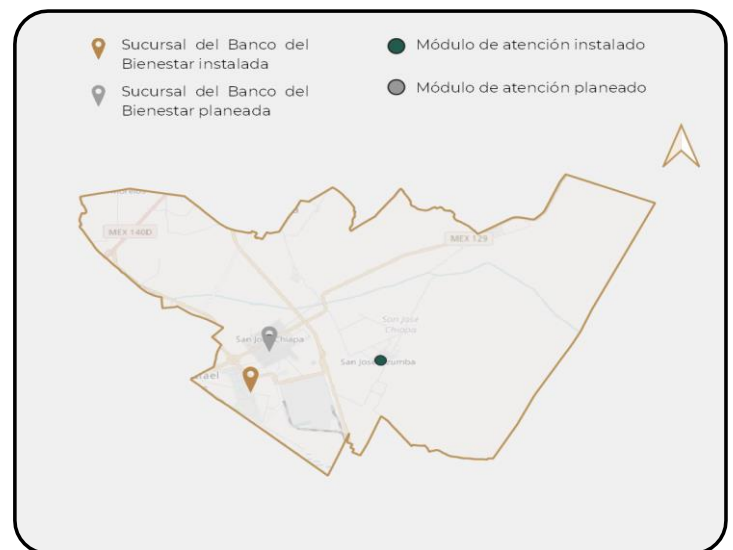 Sucursal del Banco del
Bienestar instalada
Sucursal del Banco del
Bienestar planeada
Módulo de atención instalado
Módulo de atención planeado
MEX 140D
MEX 129
San José
Chiapa
San José Chiapa
San José Ozumba
rael